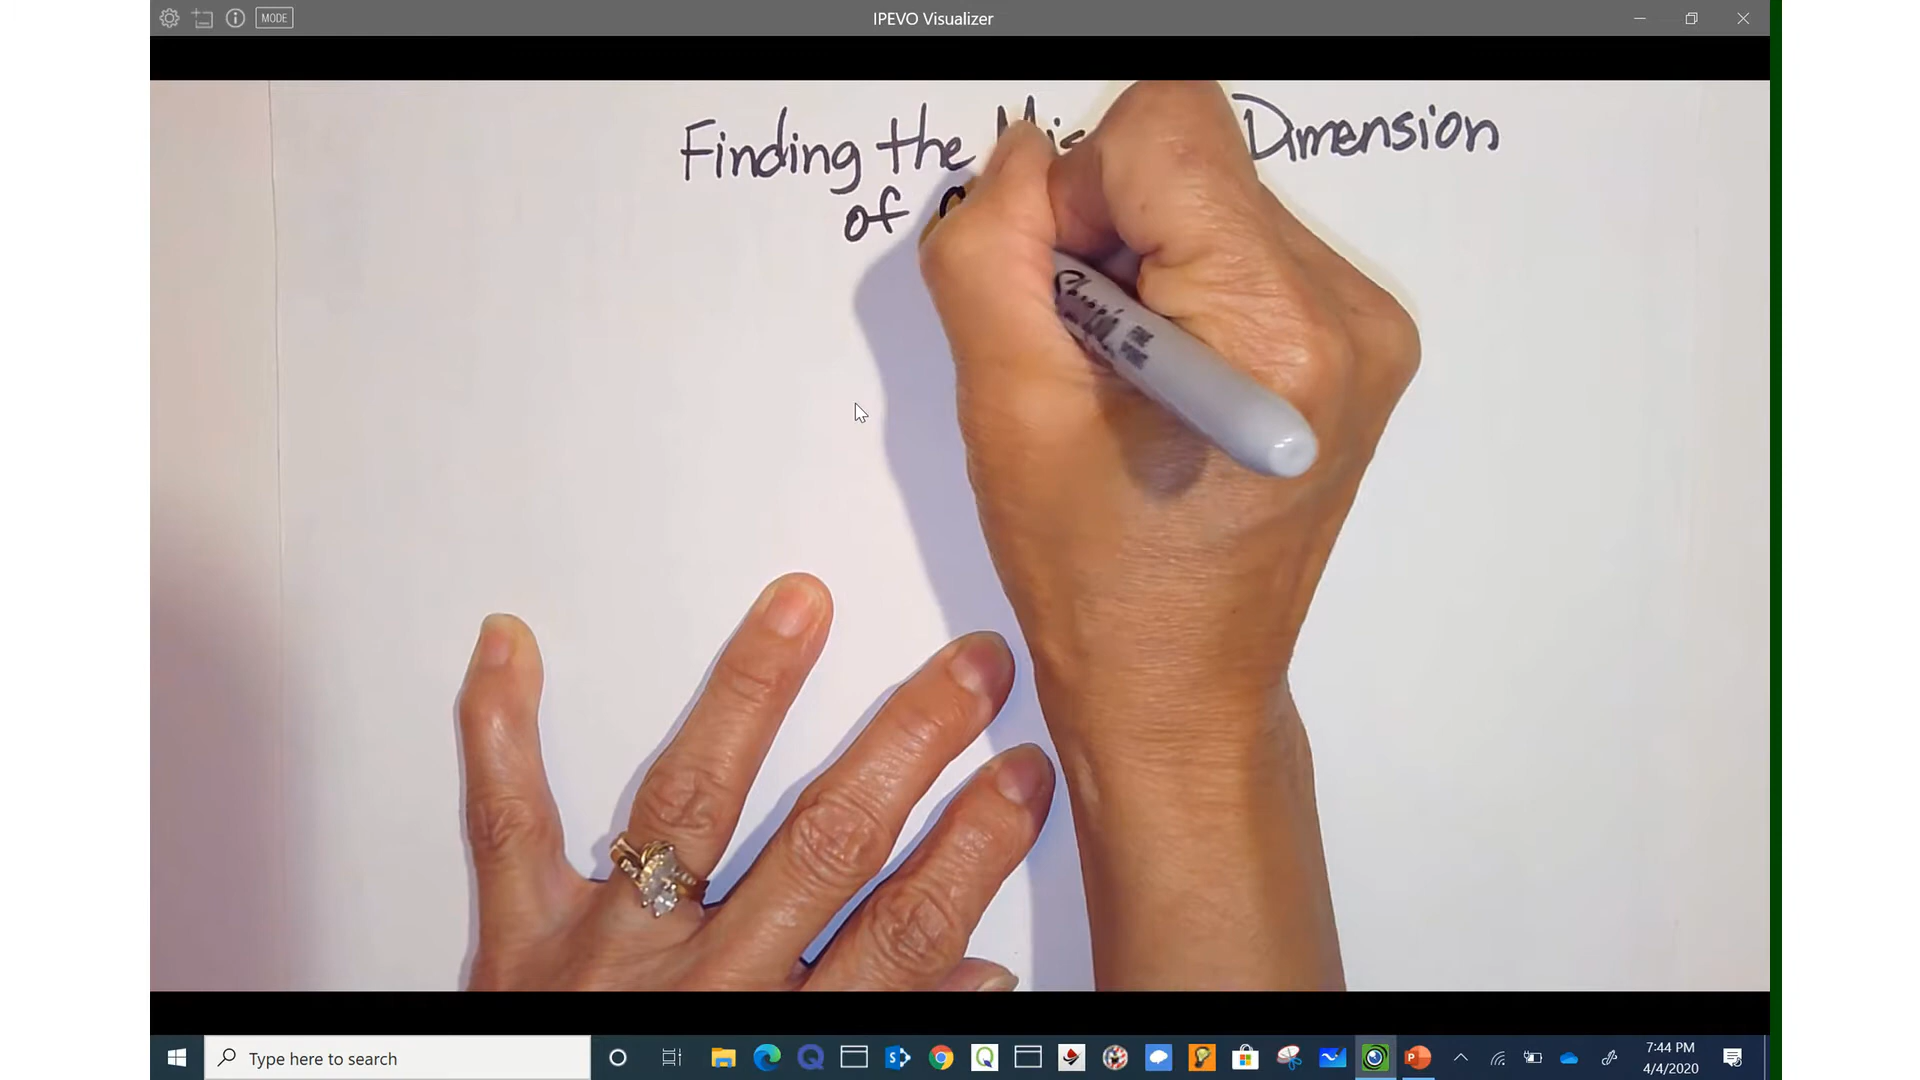 MODE
IPEVO Visualizer
Finding the Dimension
of
Type here to search
7:44 PM
4/4/2020